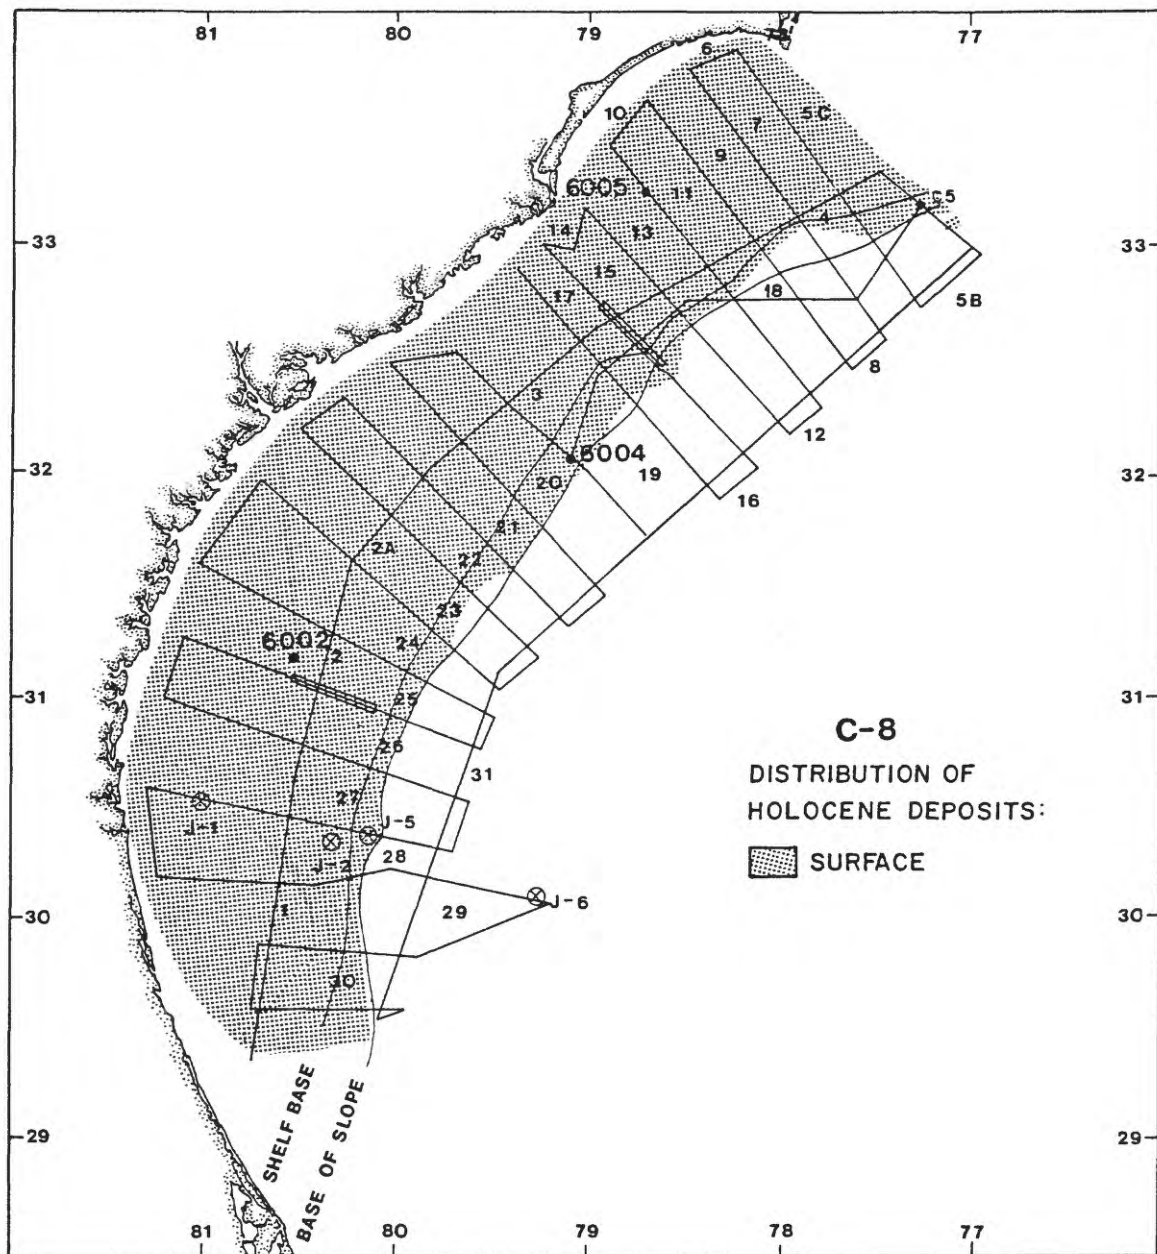 81 80 79 77
6
10 7 5C
9
6005 11 C5
4
33 14 13 33
15
17 18 5B
8
3
12
6004
32 20 19 32
16
21
2A 22
23
6002 24
2
31 25 31
26
31
27
J-1 J-5
J-2 28
J-6
30 1 29 30
30
C-8
DISTRIBUTION OF
HOLOCENE DEPOSITS:
SURFACE
SHELF BASE
BASE OF SLOPE
29 29
81 80 79 78 77